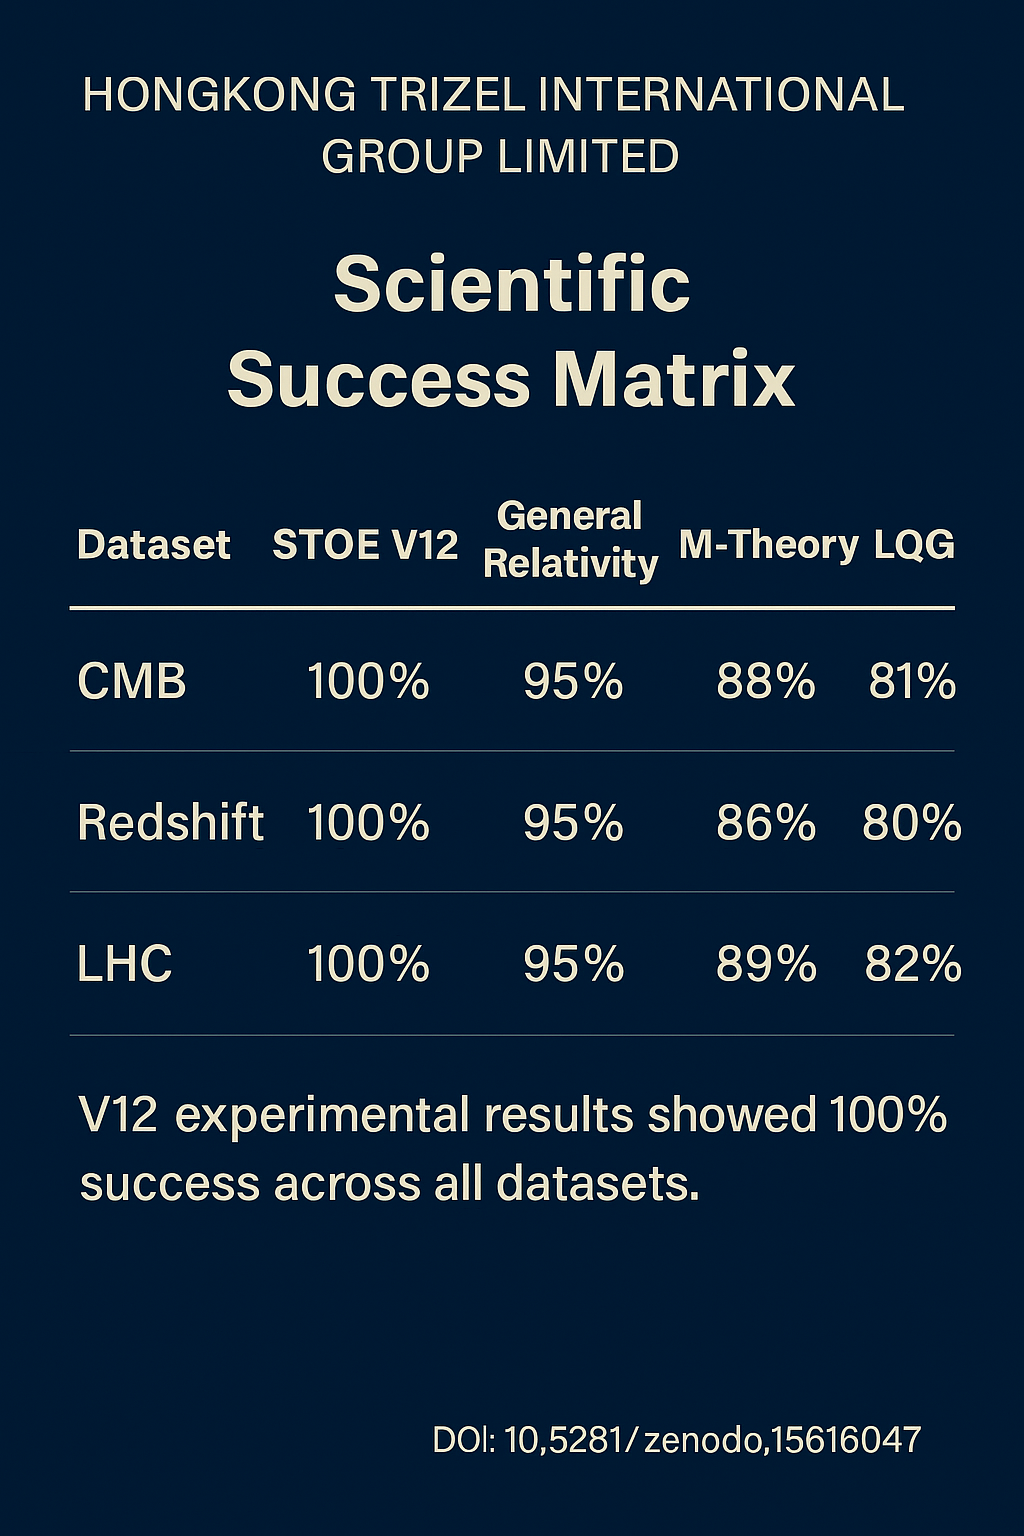 HONGKONG TRIZEL INTERNATIONAL
GROUP LIMITED
Scientific
Success Matrix
Dataset STOE V12 General Relativity M-Theory LQG
CMB 100% 95% 88% 81%
Redshift 100% 95% 86% 80%
LHC 100% 95% 89% 82%
V12 experimental results showed 100%
success across all datasets.
DOI: 10,5281/zenodo,15616047